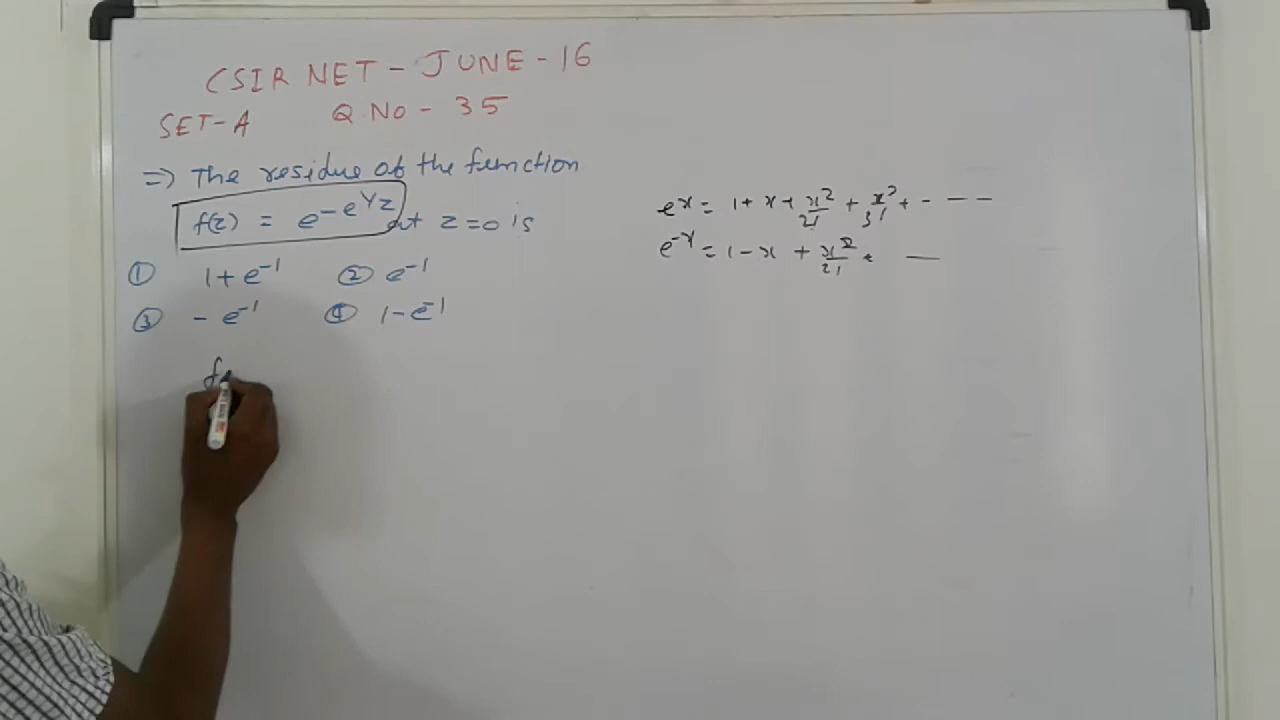 CSIR NET - JUNE - 16
SET-A Q NO - 35
=> The residue of the function
f(z) = e^{-e^{1/z}} at z=0 is
① 1+e^{-1} ② e^{-1}
③ -e^{-1} ④ 1-e^{-1}
e^x = 1 + x + x^2/2! + x^3/3! + - - -
e^{-x} = 1 - x + x^2/2! + —
f